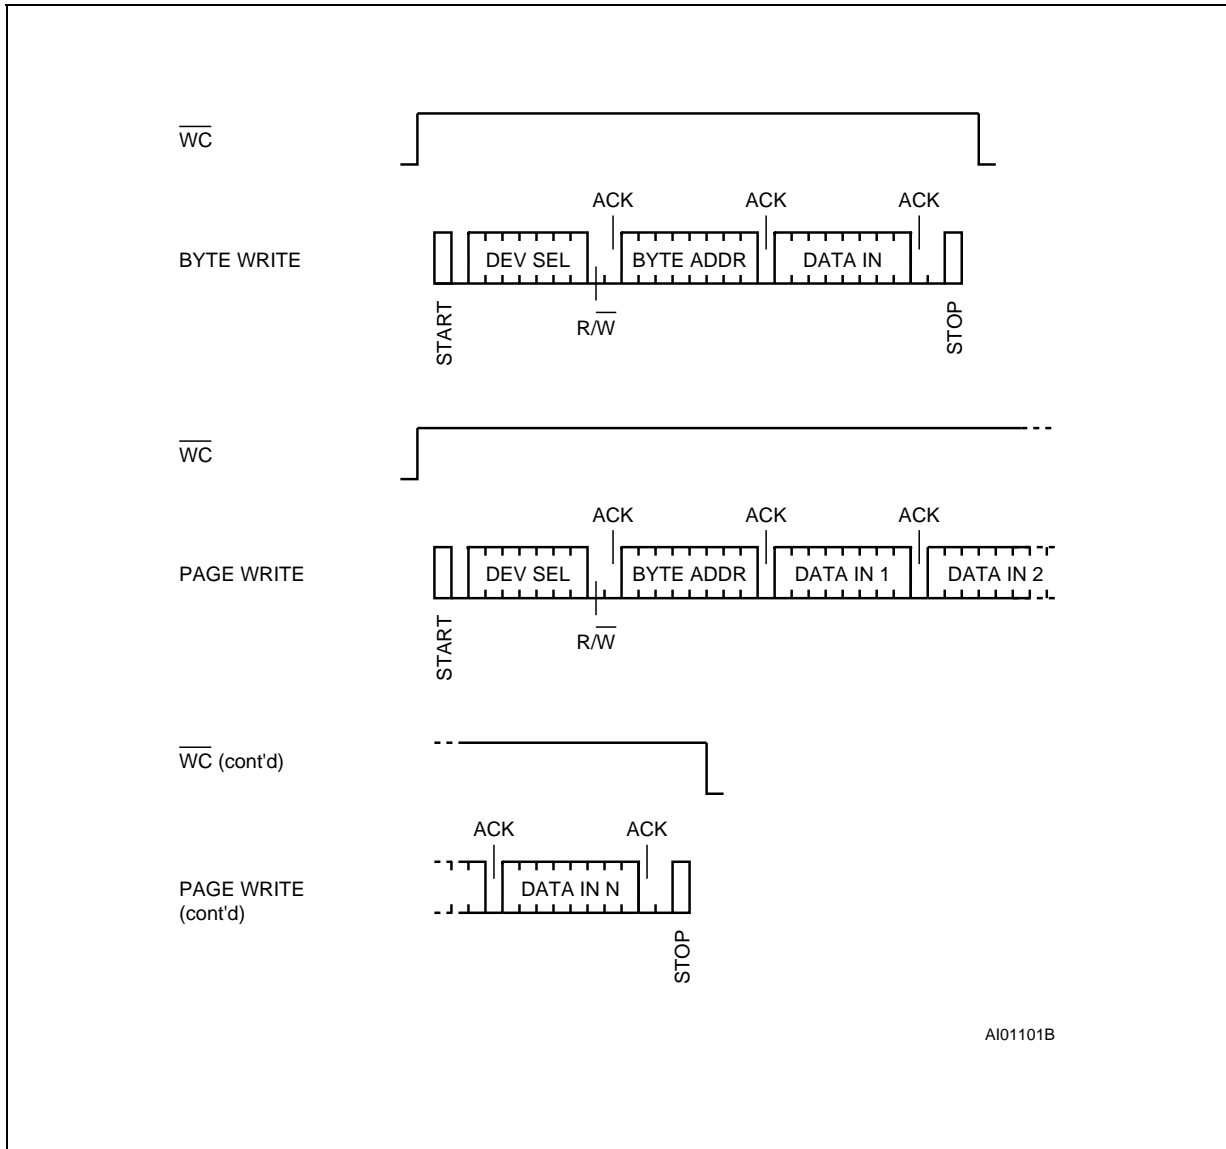 WC
ACK ACK ACK
BYTE WRITE DEV SEL BYTE ADDR DATA IN
R/W
START STOP
WC
ACK ACK ACK
PAGE WRITE DEV SEL BYTE ADDR DATA IN 1 DATA IN 2
R/W
START
WC (cont'd)
ACK ACK
PAGE WRITE DATA IN N
(cont'd)
STOP
AI01101B